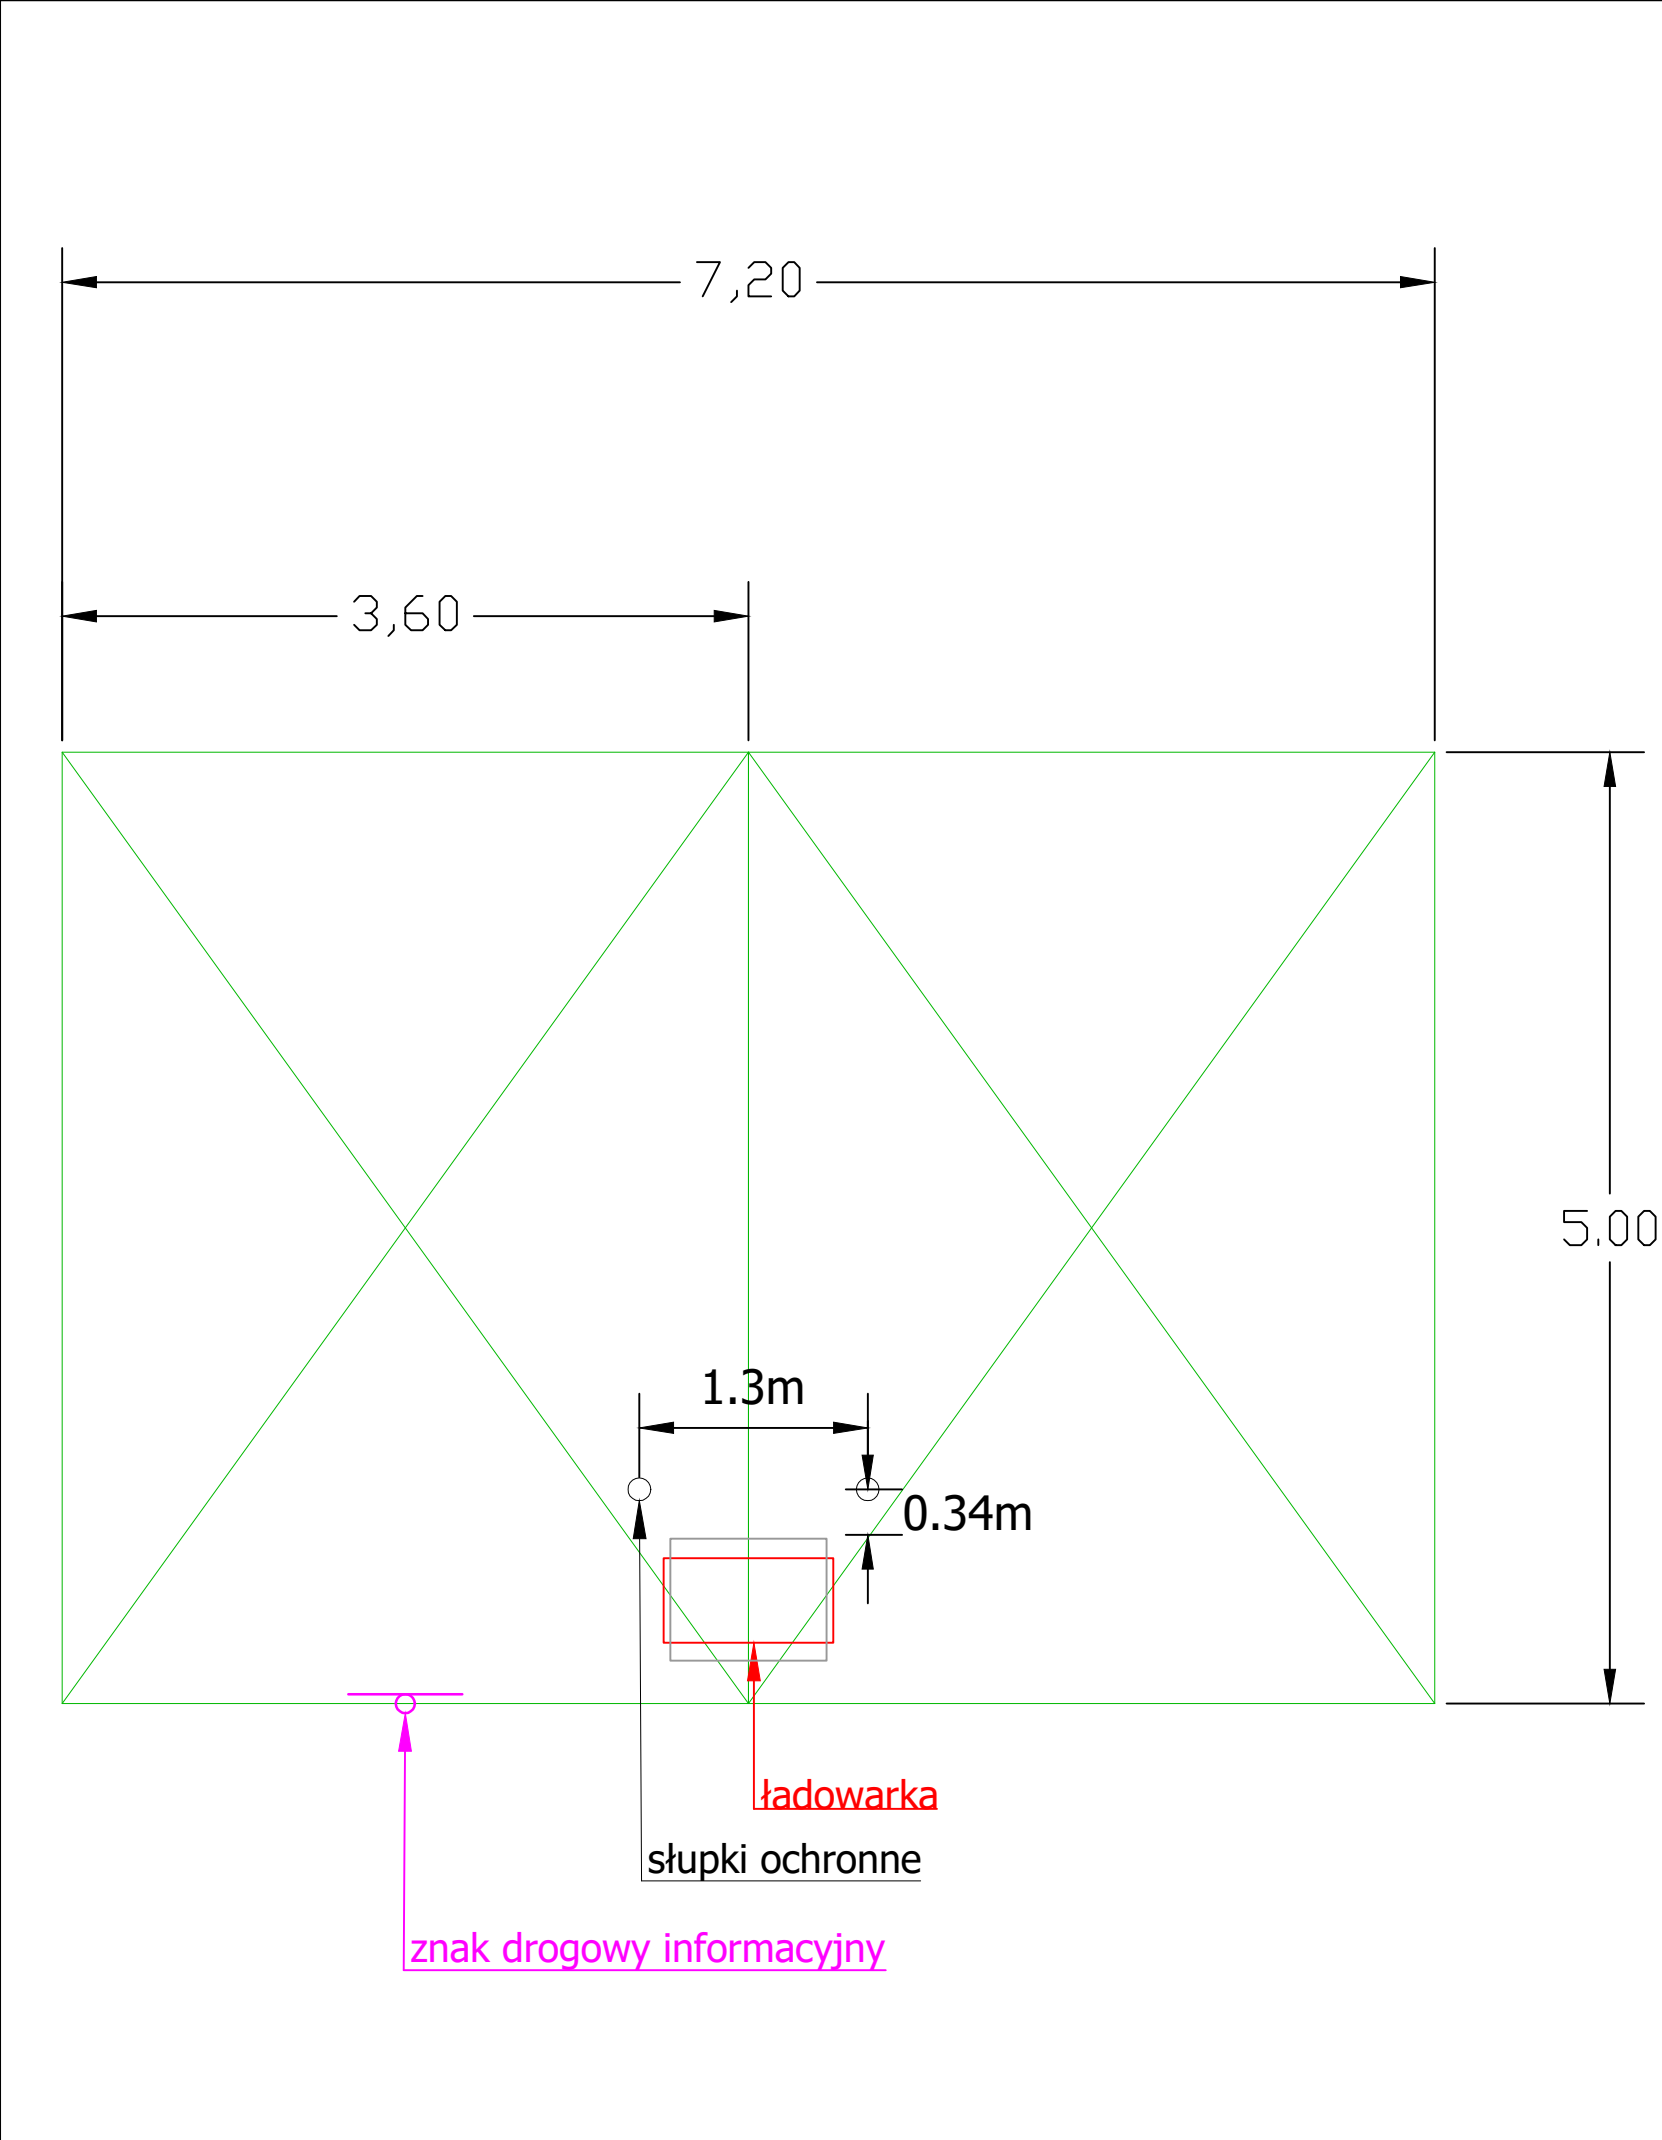 7,20
3,60
5.00
1.3m
0.34m
ładowarka
słupki ochronne
znak drogowy informacyjny